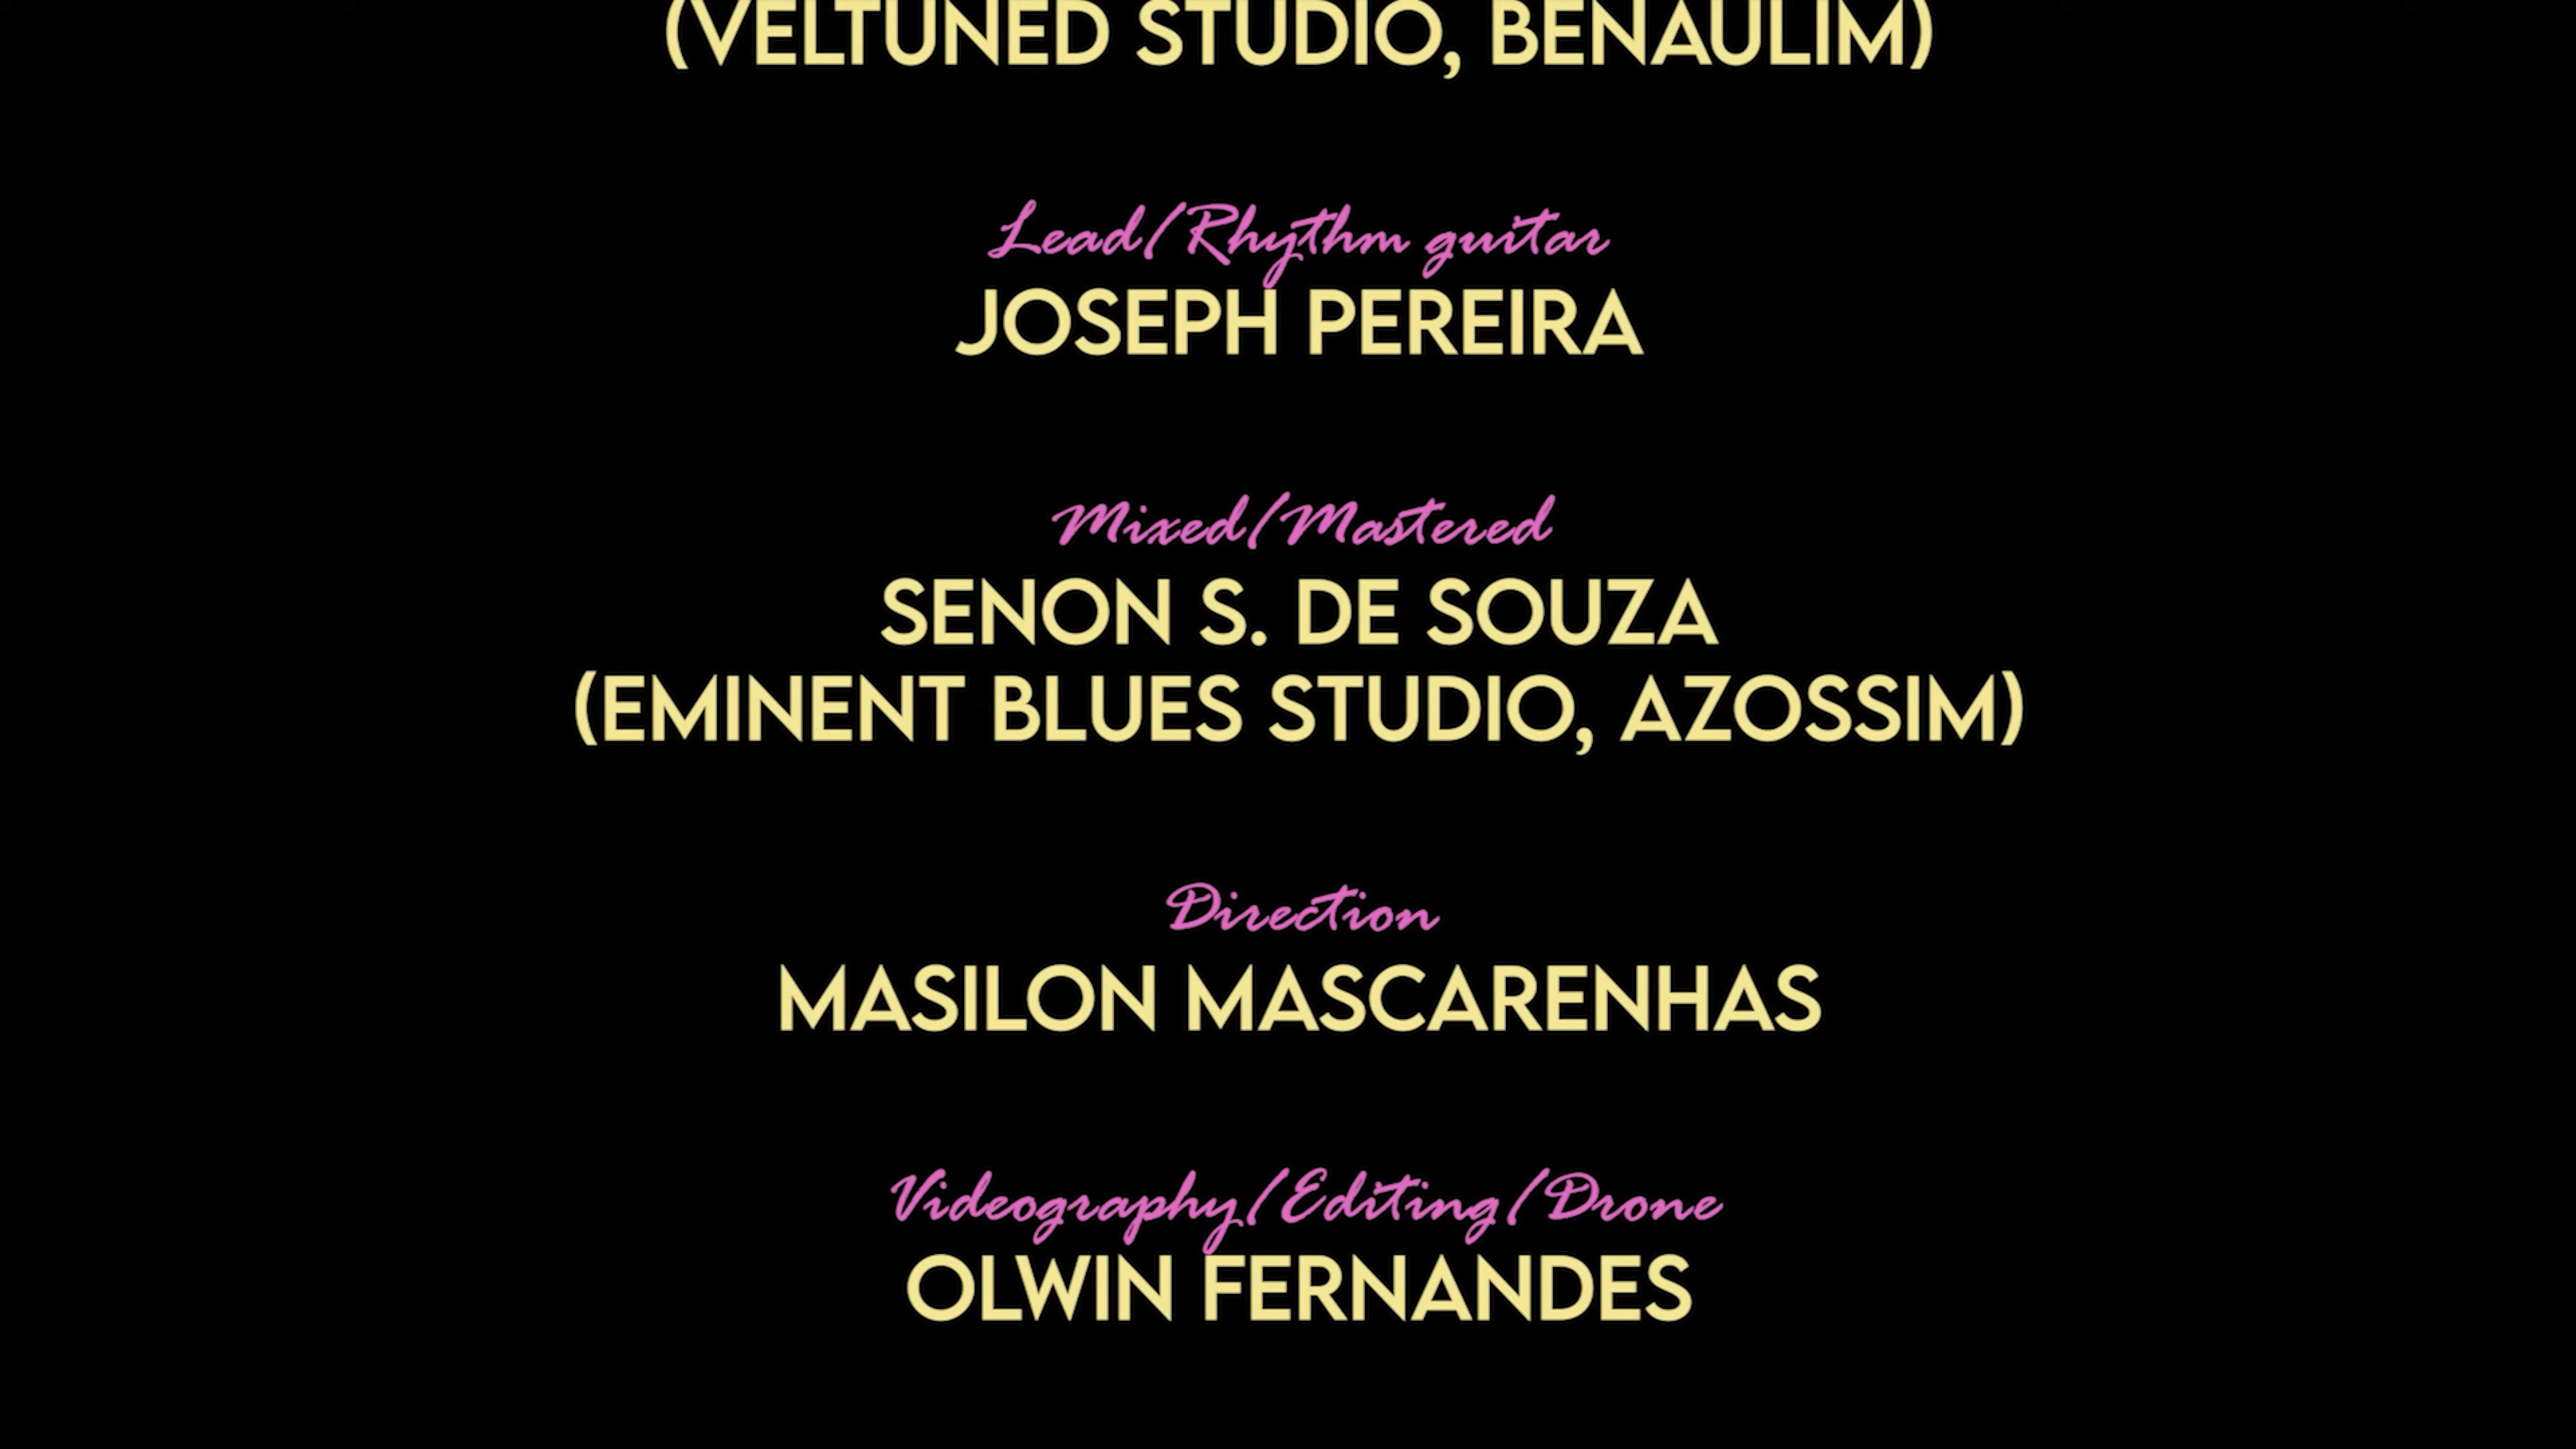 (VELTUNED STUDIO, BENAULIM)
Lead/Rhythm guitar
JOSEPH PEREIRA
Mixed/Mastered
SENON S. DE SOUZA
(EMINENT BLUES STUDIO, AZOSSIM)
Direction
MASILON MASCARENHAS
Videography/Editing/Drone
OLWIN FERNANDES